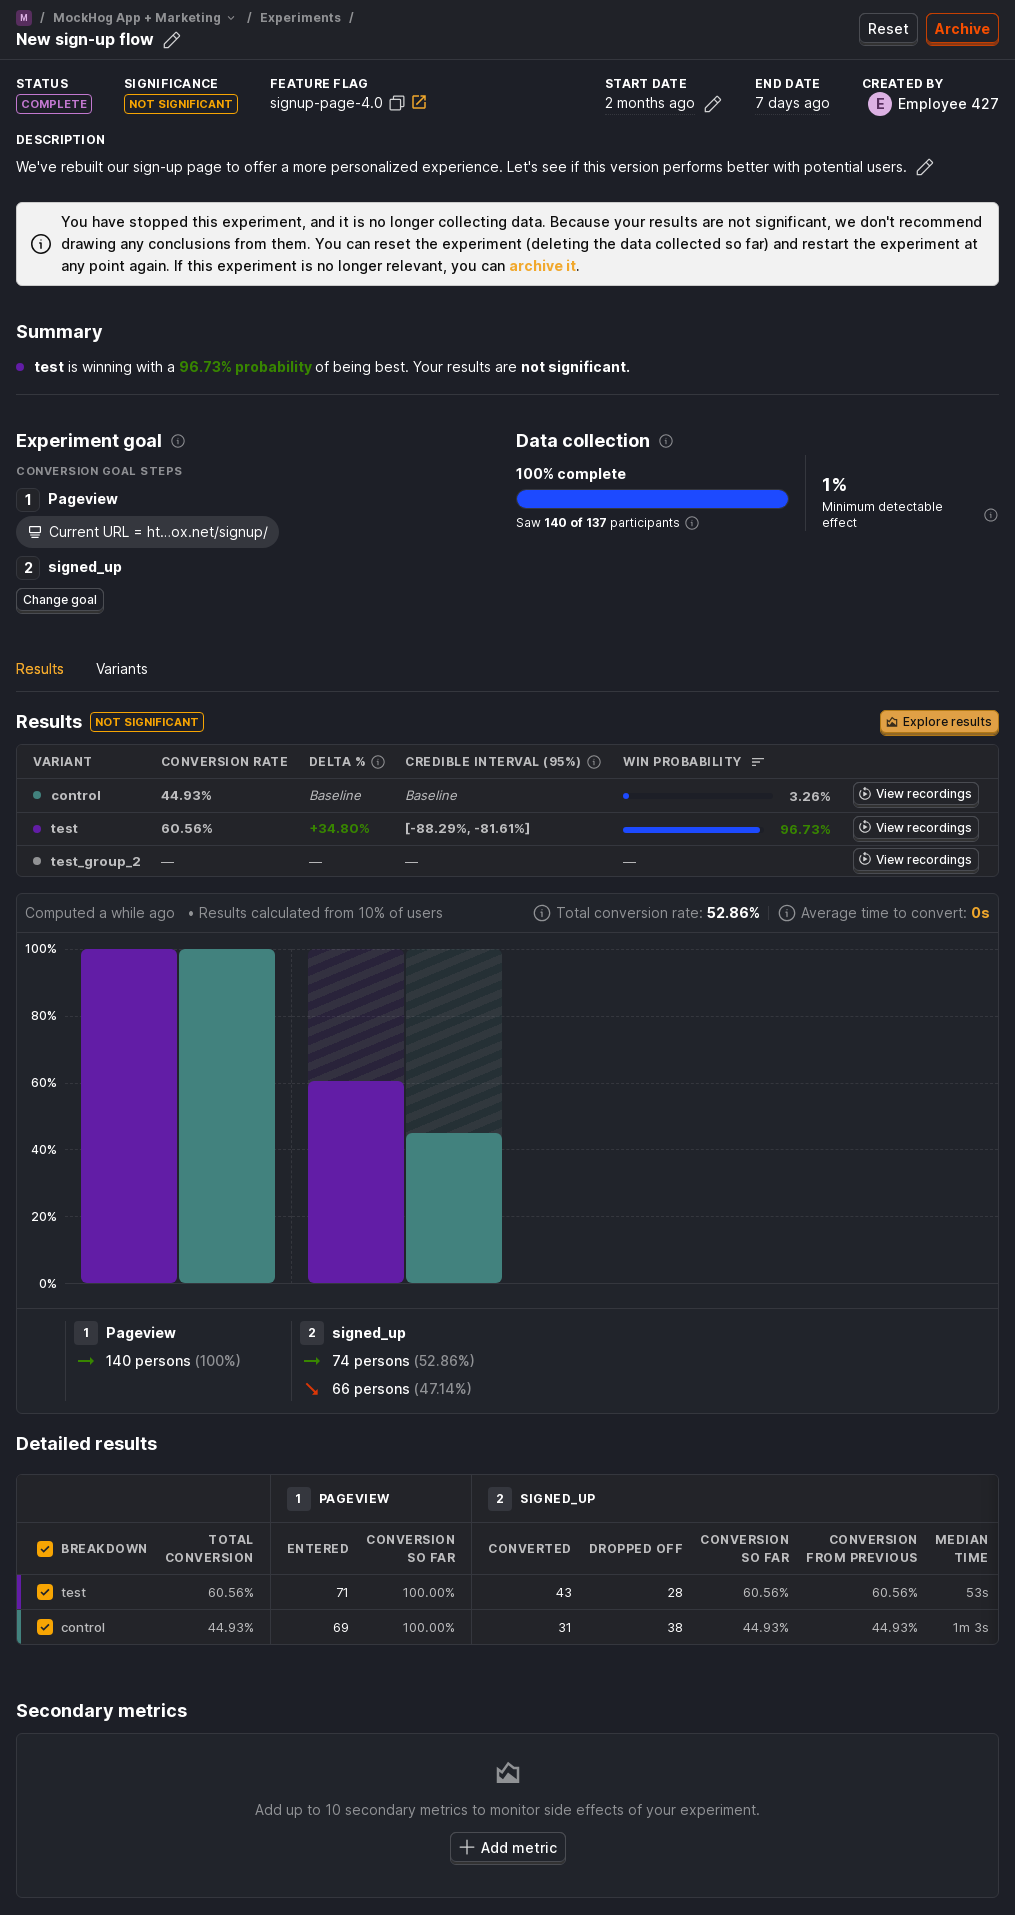 M / MockHog App + Marketing / Experiments /
New sign-up flow
Reset Archive
STATUS SIGNIFICANCE FEATURE FLAG START DATE END DATE CREATED BY
COMPLETE NOT SIGNIFICANT signup-page-4.0 2 months ago 7 days ago E Employee 427
DESCRIPTION
We've rebuilt our sign-up page to offer a more personalized experience. Let's see if this version performs better with potential users.
You have stopped this experiment, and it is no longer collecting data. Because your results are not significant, we don't recommend
drawing any conclusions from them. You can reset the experiment (deleting the data collected so far) and restart the experiment at
any point again. If this experiment is no longer relevant, you can archive it.
Summary
test is winning with a 96.73% probability of being best. Your results are not significant.
Experiment goal
CONVERSION GOAL STEPS
1 Pageview
Current URL = ht...ox.net/signup/
2 signed_up
Change goal
Data collection
100% complete
Saw 140 of 137 participants
1%
Minimum detectable
effect
Results Variants
Results NOT SIGNIFICANT Explore results
VARIANT CONVERSION RATE DELTA % CREDIBLE INTERVAL (95%) WIN PROBABILITY
control 44.93% Baseline Baseline 3.26% View recordings
test 60.56% +34.80% [-88.29%, -81.61%] 96.73% View recordings
test_group_2 — — — — View recordings
Computed a while ago • Results calculated from 10% of users Total conversion rate: 52.86% Average time to convert: 0s
100%
80%
60%
40%
20%
0%
1 Pageview
140 persons (100%)
2 signed_up
74 persons (52.86%)
66 persons (47.14%)
Detailed results
1 PAGEVIEW 2 SIGNED_UP
BREAKDOWN TOTAL CONVERSION ENTERED CONVERSION SO FAR CONVERTED DROPPED OFF CONVERSION SO FAR CONVERSION FROM PREVIOUS MEDIAN TIME
test 60.56% 71 100.00% 43 28 60.56% 60.56% 53s
control 44.93% 69 100.00% 31 38 44.93% 44.93% 1m 3s
Secondary metrics
Add up to 10 secondary metrics to monitor side effects of your experiment.
Add metric